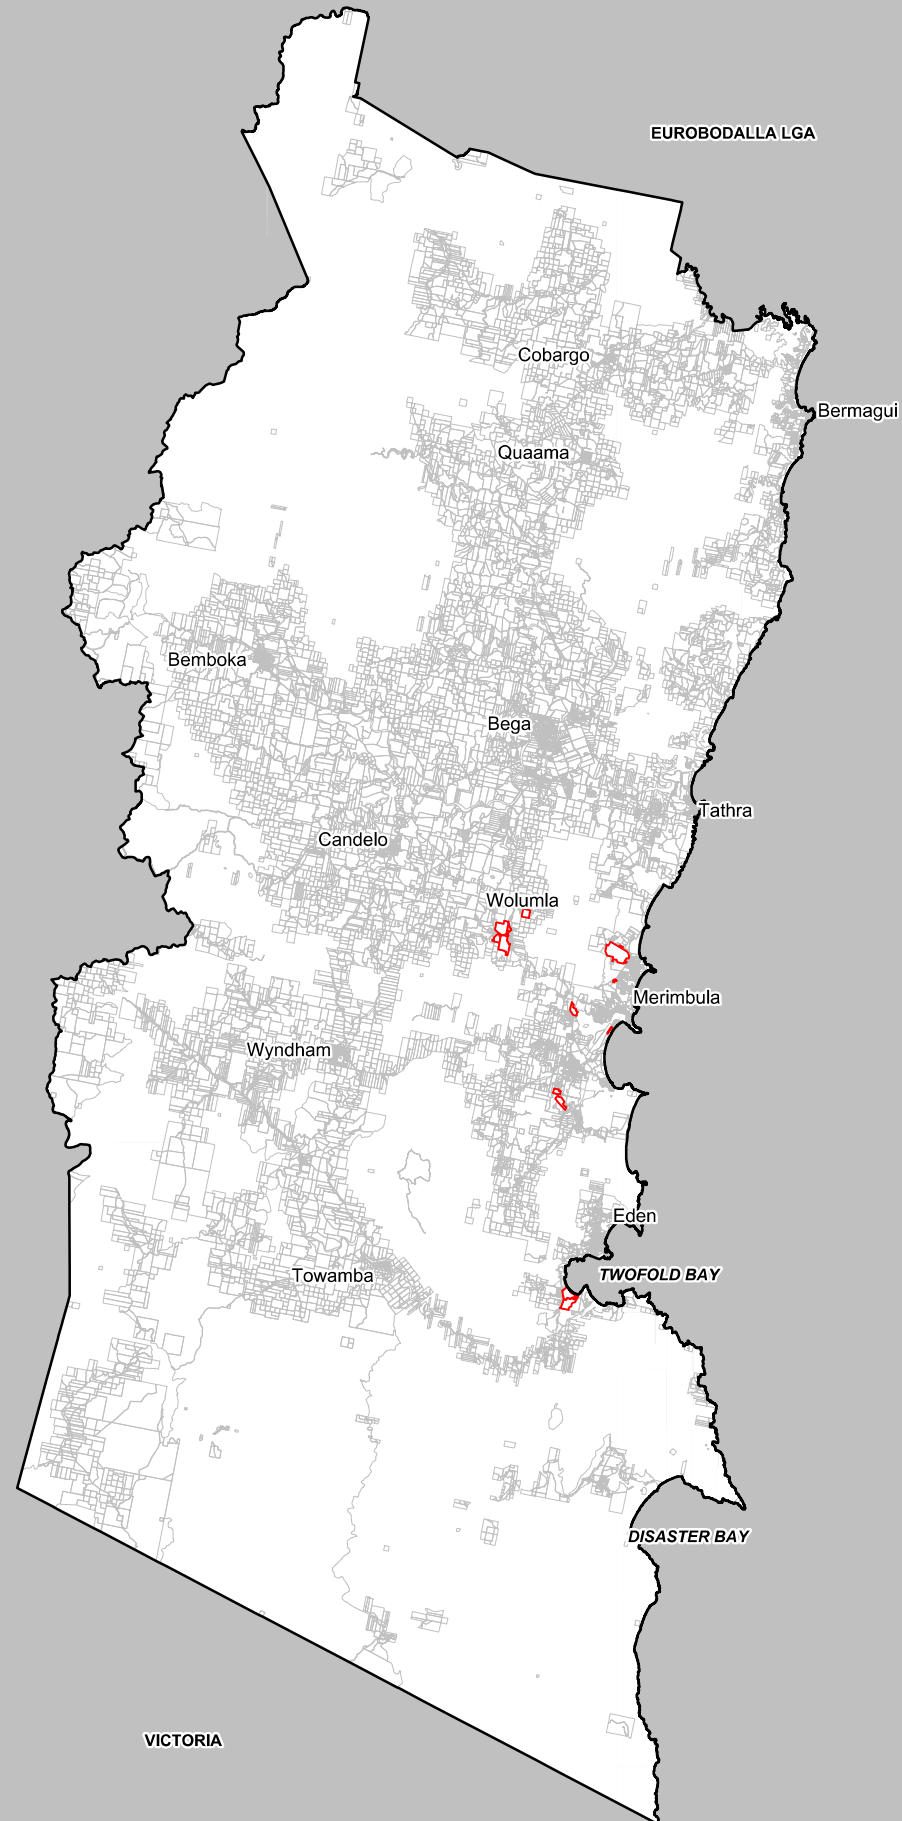 EUROBODALLA LGA
Cobargo
Bermagui
Quaama
Bemboka
Bega
Tathra
Candelo
Wolumla
Merimbula
Wyndham
Eden
Towamba
TWOFOLD BAY
DISASTER BAY
VICTORIA